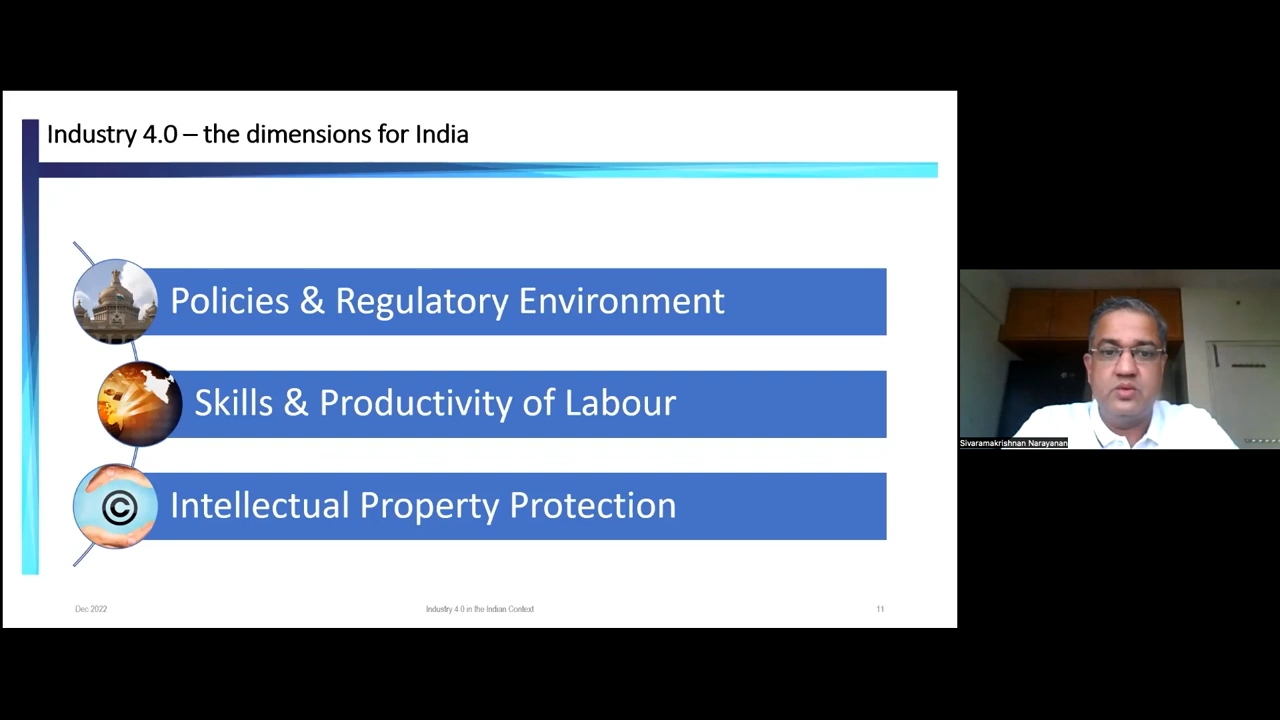 Industry 4.0 – the dimensions for India
Policies & Regulatory Environment
Skills & Productivity of Labour
©
Intellectual Property Protection
Dec 2022
Industry 4.0 in the Indian Context
11
Sivaramakrishnan Narayanan